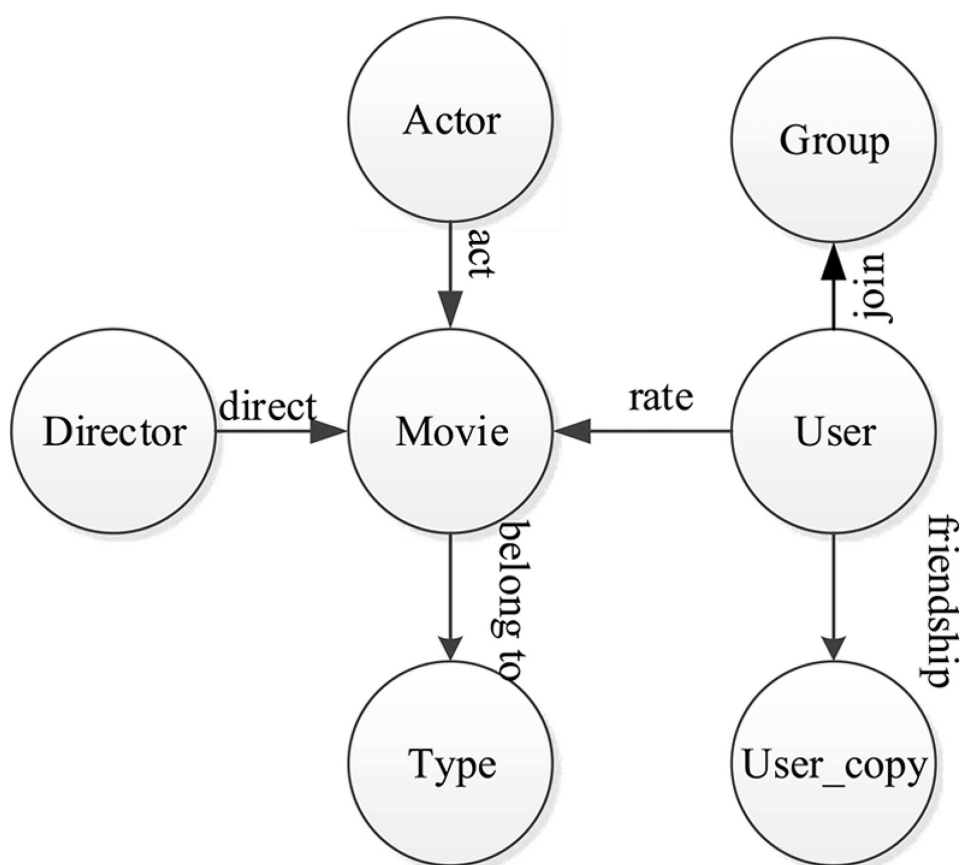 Actor
Group
act
join
Director
direct
Movie
rate
User
belong to
friendship
Type
User_copy